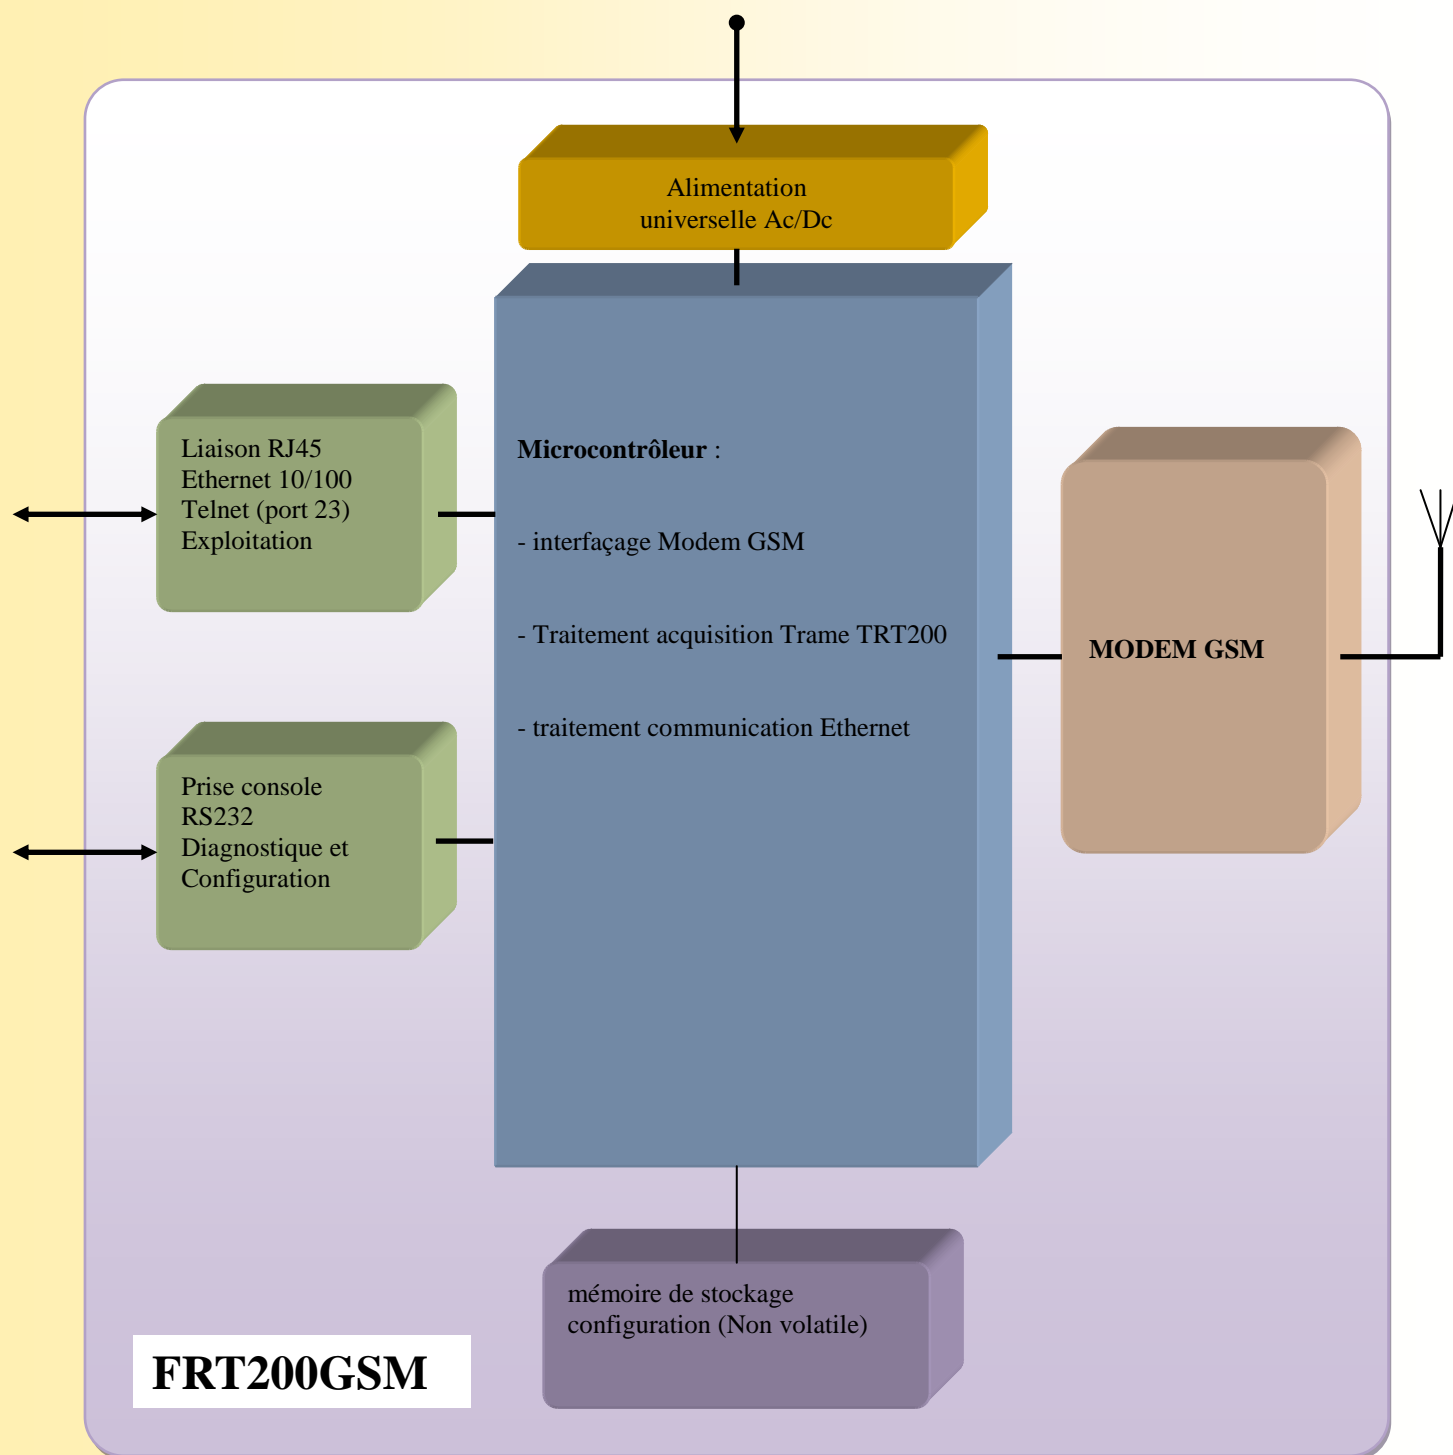 Alimentation
universelle Ac/Dc
Liaison RJ45
Ethernet 10/100
Telnet (port 23)
Exploitation
Microcontrôleur :
- interfaçage Modem GSM
- Traitement acquisition Trame TRT200
- traitement communication Ethernet
MODEM GSM
Prise console
RS232
Diagnostique et
Configuration
mémoire de stockage
configuration (Non volatile)
FRT200GSM